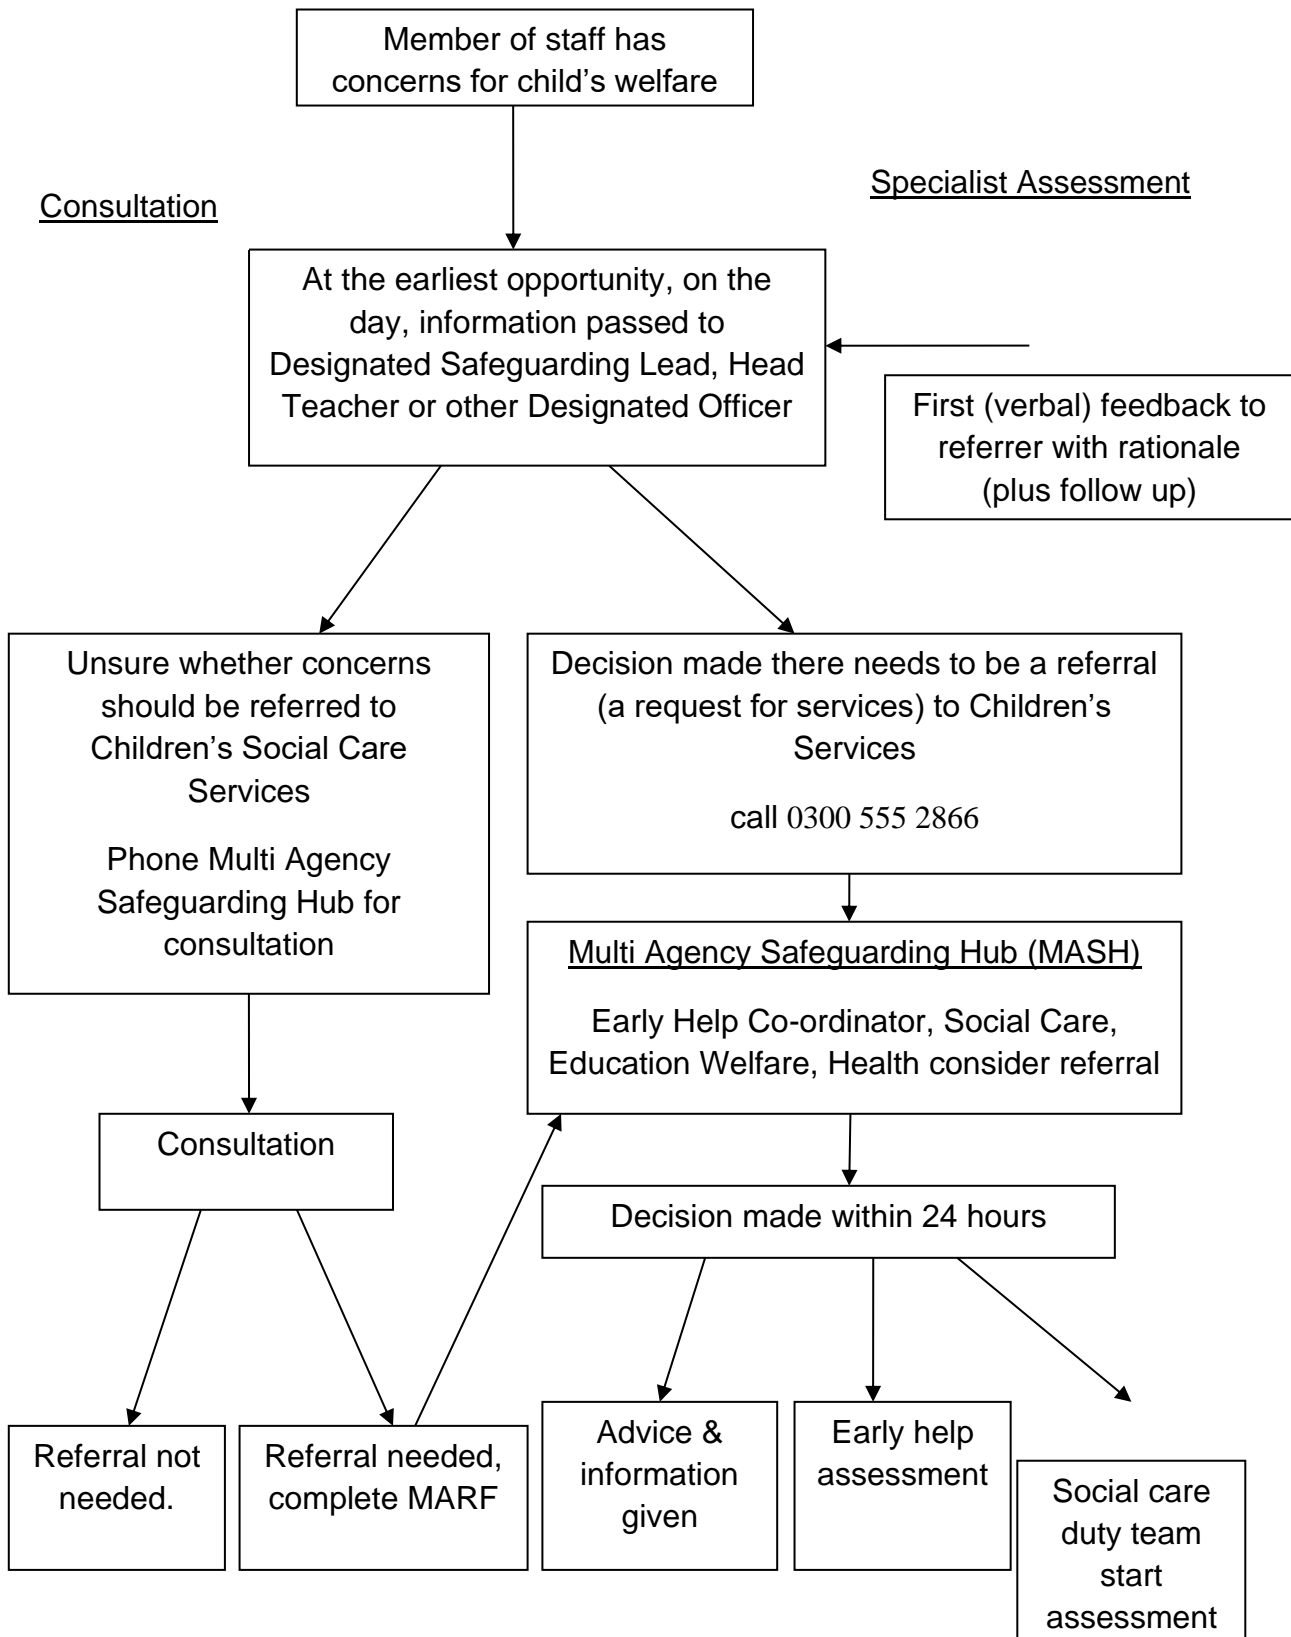 Member of staff has
concerns for child’s welfare
Consultation
Specialist Assessment
At the earliest opportunity, on the
day, information passed to
Designated Safeguarding Lead, Head
Teacher or other Designated Officer
First (verbal) feedback to
referrer with rationale
(plus follow up)
Unsure whether concerns
should be referred to
Children’s Social Care
Services
Phone Multi Agency
Safeguarding Hub for
consultation
Decision made there needs to be a referral
(a request for services) to Children’s
Services
call 0300 555 2866
Multi Agency Safeguarding Hub (MASH)
Early Help Co-ordinator, Social Care,
Education Welfare, Health consider referral
Consultation
Decision made within 24 hours
Referral not
needed.
Referral needed,
complete MARF
Advice &
information
given
Early help
assessment
Social care
duty team
start
assessment